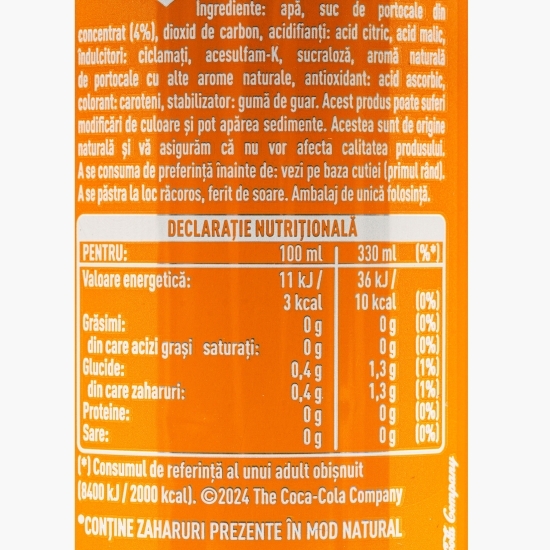 Ingrediente: apă, suc de portocale din
concentrat (4%), dioxid de carbon, acidifianți: acid citric, acid malic,
îndulcitori: ciclamați, acesulfam-K, sucraloză, aromă naturală
de portocale cu alte arome naturale, antioxidant: acid ascorbic,
colorant: caroteni, stabilizator: gumă de guar. Acest produs poate suferi
modificări de culoare și pot apărea sedimente. Acestea sunt de origine
naturală și vă asigurăm că nu vor afecta calitatea produsului.
A se consuma de preferință înainte de: vezi pe baza cutiei (primul rând).
A se păstra la loc răcoros, ferit de soare. Ambalaj de unică folosință.
DECLARAȚIE NUTRIȚIONALĂ
PENTRU: 100 ml 330 ml (%*)
Valoare energetică: 11 kJ / 36 kJ /
3 kcal 10 kcal (0%)
Grăsimi: 0 g 0 g (0%)
din care acizi grași saturați: 0 g 0 g (0%)
Glucide: 0,4 g 1,3 g (1%)
din care zaharuri: 0,4 g 1,3 g (1%)
Proteine: 0 g 0 g (0%)
Sare: 0 g 0 g (0%)
(*) Consumul de referință al unui adult obișnuit
(8400 kJ / 2000 kcal). ©2024 The Coca-Cola Company
*CONȚINE ZAHARURI PREZENTE ÎN MOD NATURAL
Company